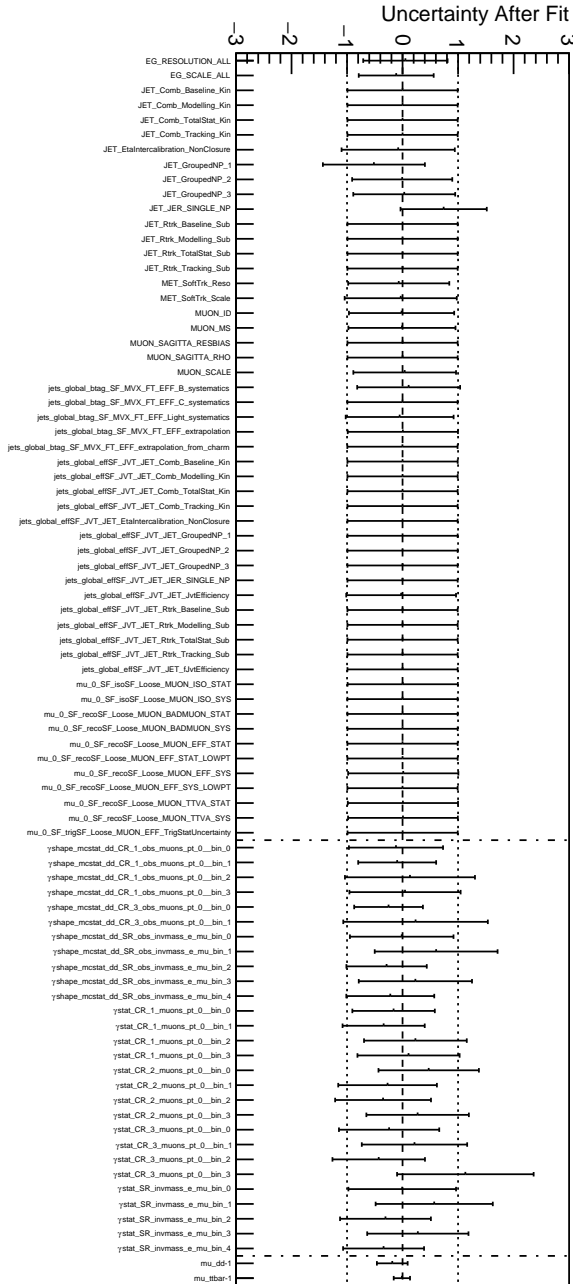 Uncertainty After Fit
−3 −2 −1 0 1 2 3
EG_RESOLUTION_ALL
EG_SCALE_ALL
JET_Comb_Baseline_Kin
JET_Comb_Modelling_Kin
JET_Comb_TotalStat_Kin
JET_Comb_Tracking_Kin
JET_EtaIntercalibration_NonClosure
JET_GroupedNP_1
JET_GroupedNP_2
JET_GroupedNP_3
JET_JER_SINGLE_NP
JET_Rtrk_Baseline_Sub
JET_Rtrk_Modelling_Sub
JET_Rtrk_TotalStat_Sub
JET_Rtrk_Tracking_Sub
MET_SoftTrk_Reso
MET_SoftTrk_Scale
MUON_ID
MUON_MS
MUON_SAGITTA_RESBIAS
MUON_SAGITTA_RHO
MUON_SCALE
jets_global_btag_SF_MVX_FT_EFF_B_systematics
jets_global_btag_SF_MVX_FT_EFF_C_systematics
jets_global_btag_SF_MVX_FT_EFF_Light_systematics
jets_global_btag_SF_MVX_FT_EFF_extrapolation
jets_global_btag_SF_MVX_FT_EFF_extrapolation_from_charm
jets_global_effSF_JVT_JET_Comb_Baseline_Kin
jets_global_effSF_JVT_JET_Comb_Modelling_Kin
jets_global_effSF_JVT_JET_Comb_TotalStat_Kin
jets_global_effSF_JVT_JET_Comb_Tracking_Kin
jets_global_effSF_JVT_JET_EtaIntercalibration_NonClosure
jets_global_effSF_JVT_JET_GroupedNP_1
jets_global_effSF_JVT_JET_GroupedNP_2
jets_global_effSF_JVT_JET_GroupedNP_3
jets_global_effSF_JVT_JET_JER_SINGLE_NP
jets_global_effSF_JVT_JET_JvtEfficiency
jets_global_effSF_JVT_JET_Rtrk_Baseline_Sub
jets_global_effSF_JVT_JET_Rtrk_Modelling_Sub
jets_global_effSF_JVT_JET_Rtrk_TotalStat_Sub
jets_global_effSF_JVT_JET_Rtrk_Tracking_Sub
jets_global_effSF_JVT_JET_fJvtEfficiency
mu_0_SF_isoSF_Loose_MUON_ISO_STAT
mu_0_SF_isoSF_Loose_MUON_ISO_SYS
mu_0_SF_recoSF_Loose_MUON_BADMUON_STAT
mu_0_SF_recoSF_Loose_MUON_BADMUON_SYS
mu_0_SF_recoSF_Loose_MUON_EFF_STAT
mu_0_SF_recoSF_Loose_MUON_EFF_STAT_LOWPT
mu_0_SF_recoSF_Loose_MUON_EFF_SYS
mu_0_SF_recoSF_Loose_MUON_EFF_SYS_LOWPT
mu_0_SF_recoSF_Loose_MUON_TTVA_STAT
mu_0_SF_recoSF_Loose_MUON_TTVA_SYS
mu_0_SF_trigSF_Loose_MUON_EFF_TrigStatUncertainty
γshape_mcstat_dd_CR_1_obs_muons_pt_0__bin_0
γshape_mcstat_dd_CR_1_obs_muons_pt_0__bin_1
γshape_mcstat_dd_CR_1_obs_muons_pt_0__bin_2
γshape_mcstat_dd_CR_1_obs_muons_pt_0__bin_3
γshape_mcstat_dd_CR_3_obs_muons_pt_0__bin_0
γshape_mcstat_dd_CR_3_obs_muons_pt_0__bin_1
γshape_mcstat_dd_SR_obs_invmass_e_mu_bin_0
γshape_mcstat_dd_SR_obs_invmass_e_mu_bin_1
γshape_mcstat_dd_SR_obs_invmass_e_mu_bin_2
γshape_mcstat_dd_SR_obs_invmass_e_mu_bin_3
γshape_mcstat_dd_SR_obs_invmass_e_mu_bin_4
γstat_CR_1_muons_pt_0__bin_0
γstat_CR_1_muons_pt_0__bin_1
γstat_CR_1_muons_pt_0__bin_2
γstat_CR_1_muons_pt_0__bin_3
γstat_CR_2_muons_pt_0__bin_0
γstat_CR_2_muons_pt_0__bin_1
γstat_CR_2_muons_pt_0__bin_2
γstat_CR_2_muons_pt_0__bin_3
γstat_CR_3_muons_pt_0__bin_0
γstat_CR_3_muons_pt_0__bin_1
γstat_CR_3_muons_pt_0__bin_2
γstat_CR_3_muons_pt_0__bin_3
γstat_SR_invmass_e_mu_bin_0
γstat_SR_invmass_e_mu_bin_1
γstat_SR_invmass_e_mu_bin_2
γstat_SR_invmass_e_mu_bin_3
γstat_SR_invmass_e_mu_bin_4
mu_dd-1
mu_ttbar-1